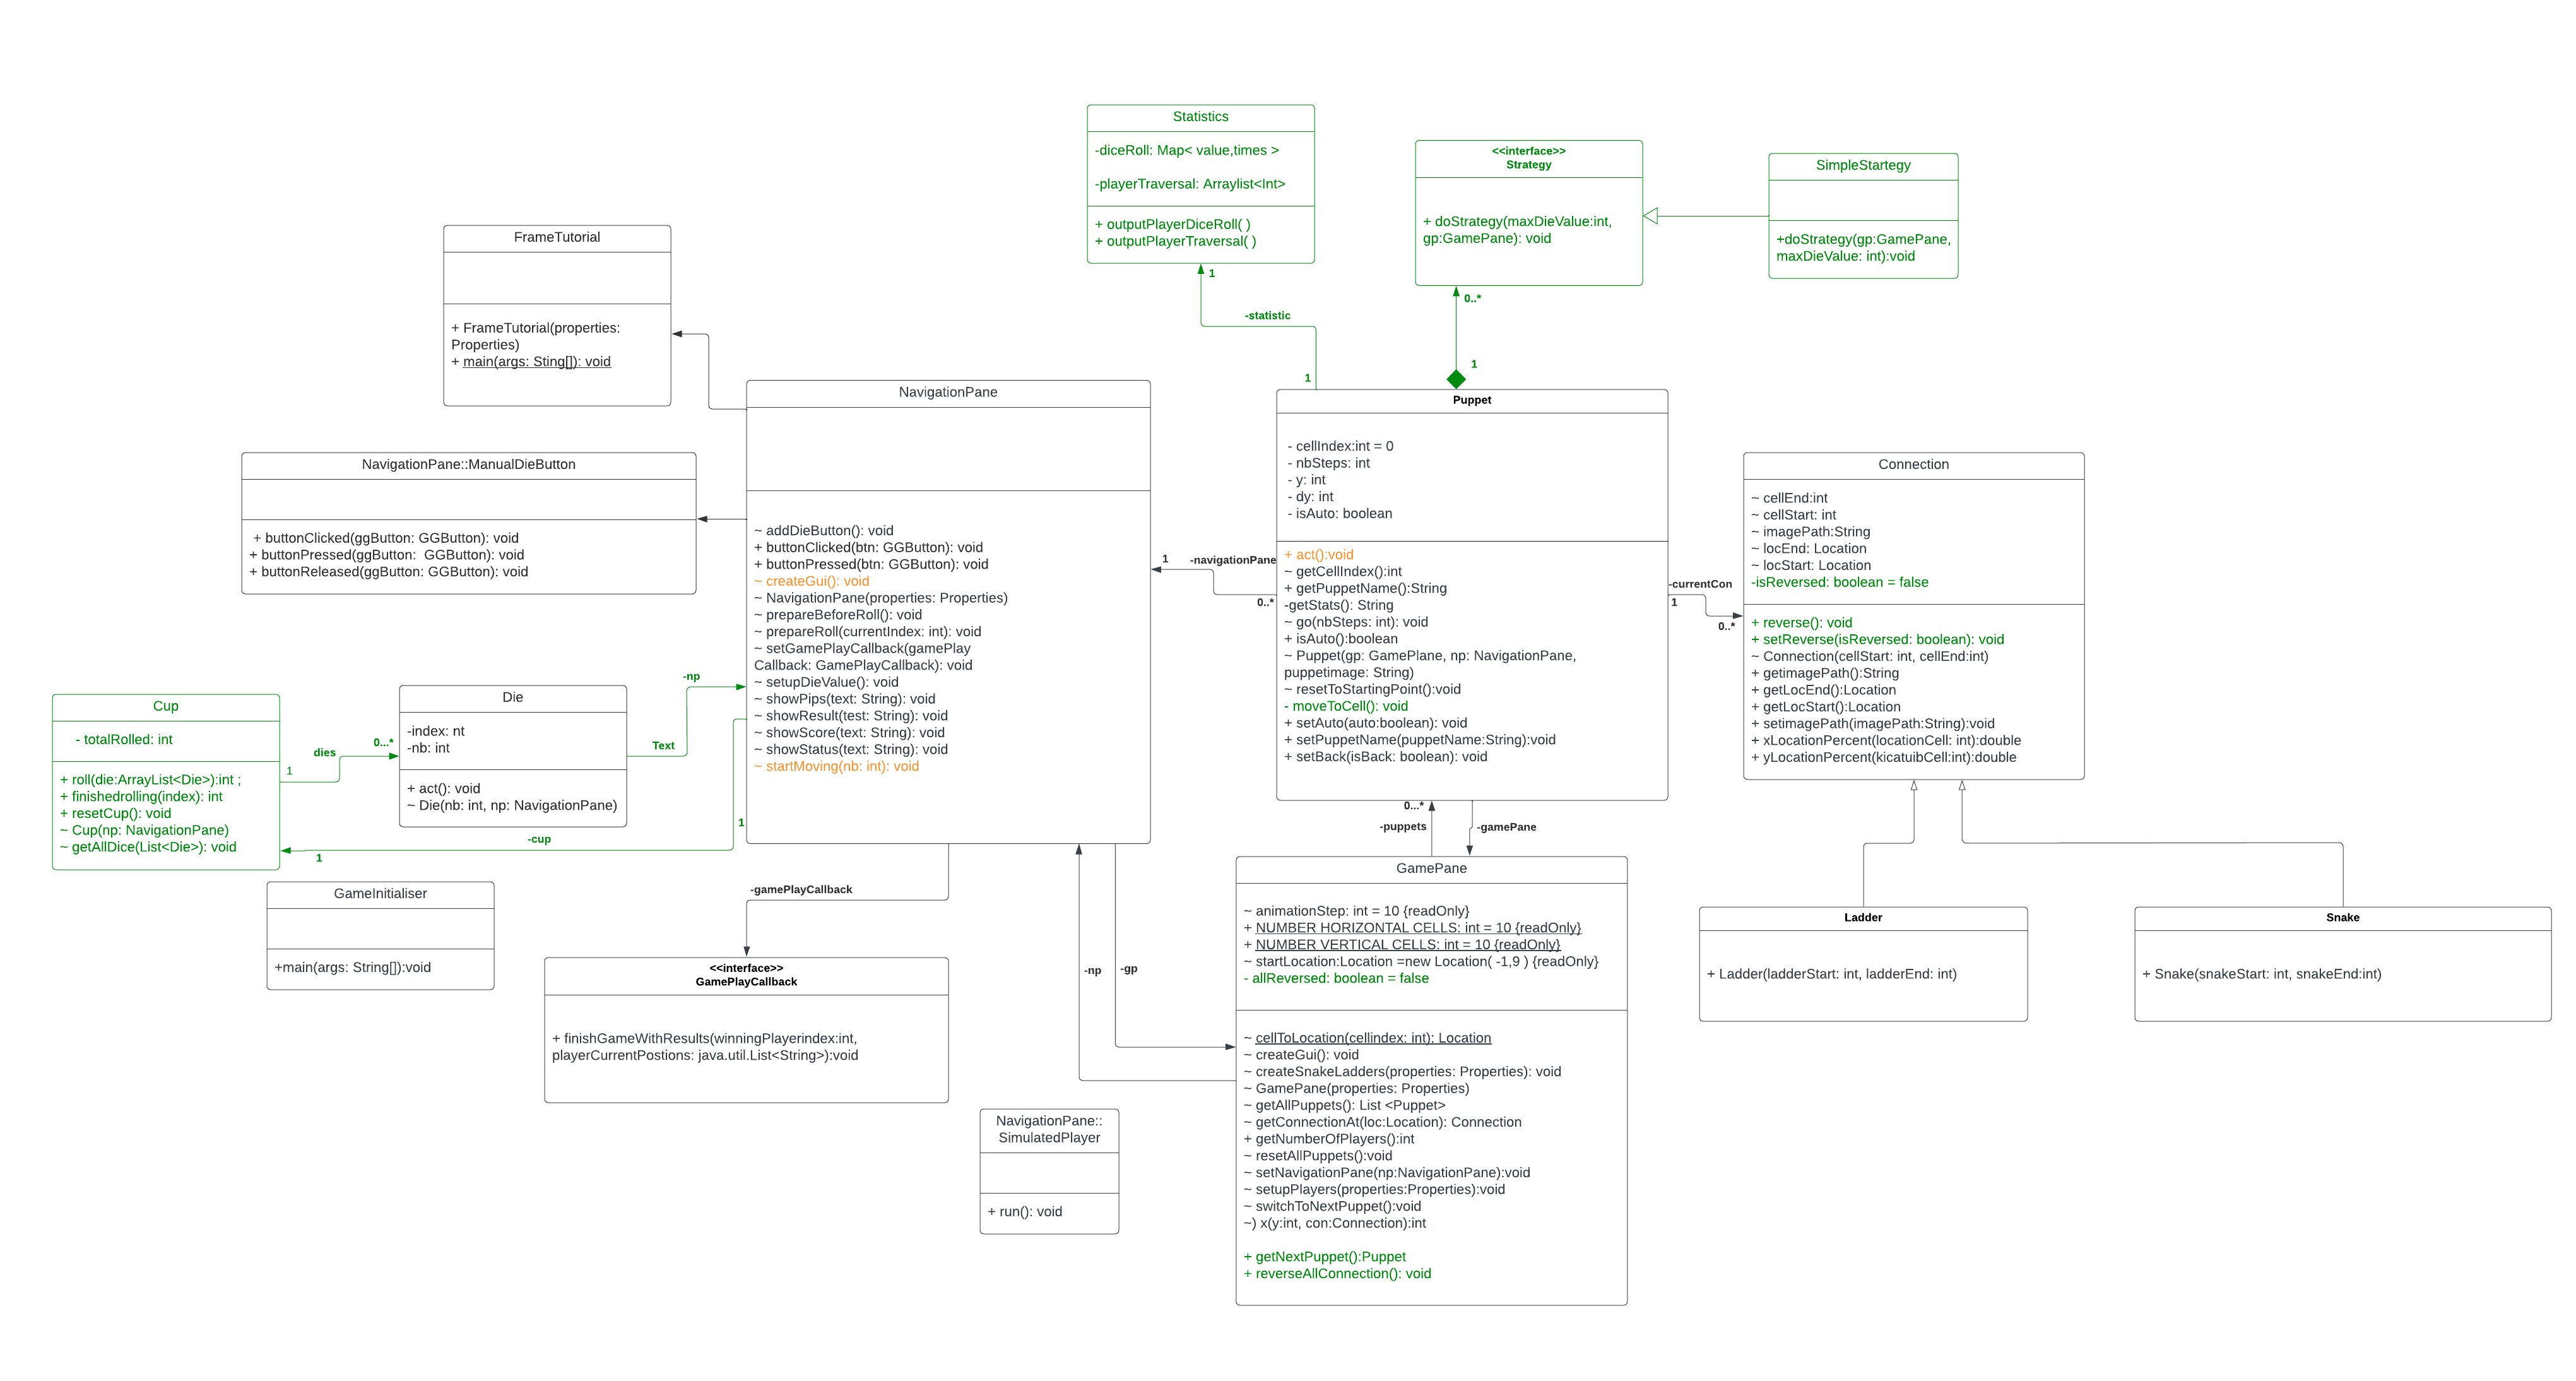 Statistics
-diceRoll: Map< value,times >
-playerTraversal: Arraylist<Int>
+ outputPlayerDiceRoll( )
+ outputPlayerTraversal( )
1
-statistic
1
<<interface>>
Strategy
+ doStrategy(maxDieValue:int,
gp:GamePane): void
0..*
1
SimpleStartegy
+doStrategy(gp:GamePane,
maxDieValue: int):void
FrameTutorial
+ FrameTutorial(properties:
Properties)
+ main(args: Sting[]): void
NavigationPane::ManualDieButton
+ buttonClicked(ggButton: GGButton): void
+ buttonPressed(ggButton:  GGButton): void
+ buttonReleased(ggButton: GGButton): void
NavigationPane
~ addDieButton(): void
+ buttonClicked(btn: GGButton): void
+ buttonPressed(btn: GGButton): void
~ createGui(): void
~ NavigationPane(properties: Properties)
~ prepareBeforeRoll(): void
~ prepareRoll(currentIndex: int): void
~ setGamePlayCallback(gamePlay
Callback: GamePlayCallback): void
~ setupDieValue(): void
~ showPips(text: String): void
~ showResult(test: String): void
~ showScore(text: String): void
~ showStatus(text: String): void
~ startMoving(nb: int): void
1
-navigationPane
0..*
Puppet
- cellIndex:int = 0
- nbSteps: int
- y: int
- dy: int
- isAuto: boolean
+ act():void
~ getCellIndex():int
+ getPuppetName():String
-getStats(): String
~ go(nbSteps: int): void
+ isAuto():boolean
~ Puppet(gp: GamePlane, np: NavigationPane,
puppetimage: String)
~ resetToStartingPoint():void
- moveToCell(): void
+ setAuto(auto:boolean): void
+ setPuppetName(puppetName:String):void
+ setBack(isBack: boolean): void
-currentCon
1
0..*
Connection
~ cellEnd:int
~ cellStart: int
~ imagePath:String
~ locEnd: Location
~ locStart: Location
-isReversed: boolean = false
+ reverse(): void
+ setReverse(isReversed: boolean): void
~ Connection(cellStart: int, cellEnd:int)
+ getimagePath():String
+ getLocEnd():Location
+ getLocStart():Location
+ setimagePath(imagePath:String):void
+ xLocationPercent(locationCell: int):double
+ yLocationPercent(kicatuibCell:int):double
Cup
- totalRolled: int
+ roll(die:ArrayList<Die>):int ;
+ finishedrolling(index): int
+ resetCup(): void
~ Cup(np: NavigationPane)
~ getAllDice(List<Die>): void
1
dies
0...*
Die
-index: nt
-nb: int
+ act(): void
~ Die(nb: int, np: NavigationPane)
-np
Text
1
-cup
1
GameInitialiser
+main(args: String[]):void
-gamePlayCallback
<<interface>>
GamePlayCallback
+ finishGameWithResults(winningPlayerindex:int,
playerCurrentPostions: java.util.List<String>):void
-np
-gp
NavigationPane::
SimulatedPlayer
+ run(): void
0...*
-puppets
-gamePane
GamePane
~ animationStep: int = 10 {readOnly}
+ NUMBER HORIZONTAL CELLS: int = 10 {readOnly}
+ NUMBER VERTICAL CELLS: int = 10 {readOnly}
~ startLocation:Location =new Location( -1,9 ) {readOnly}
- allReversed: boolean = false
~ cellToLocation(cellindex: int): Location
~ createGui(): void
~ createSnakeLadders(properties: Properties): void
~ GamePane(properties: Properties)
~ getAllPuppets(): List <Puppet>
~ getConnectionAt(loc:Location): Connection
+ getNumberOfPlayers():int
~ resetAllPuppets():void
~ setNavigationPane(np:NavigationPane):void
~ setupPlayers(properties:Properties):void
~ switchToNextPuppet():void
~) x(y:int, con:Connection):int
+ getNextPuppet():Puppet
+ reverseAllConnection(): void
Ladder
+ Ladder(ladderStart: int, ladderEnd: int)
Snake
+ Snake(snakeStart: int, snakeEnd:int)